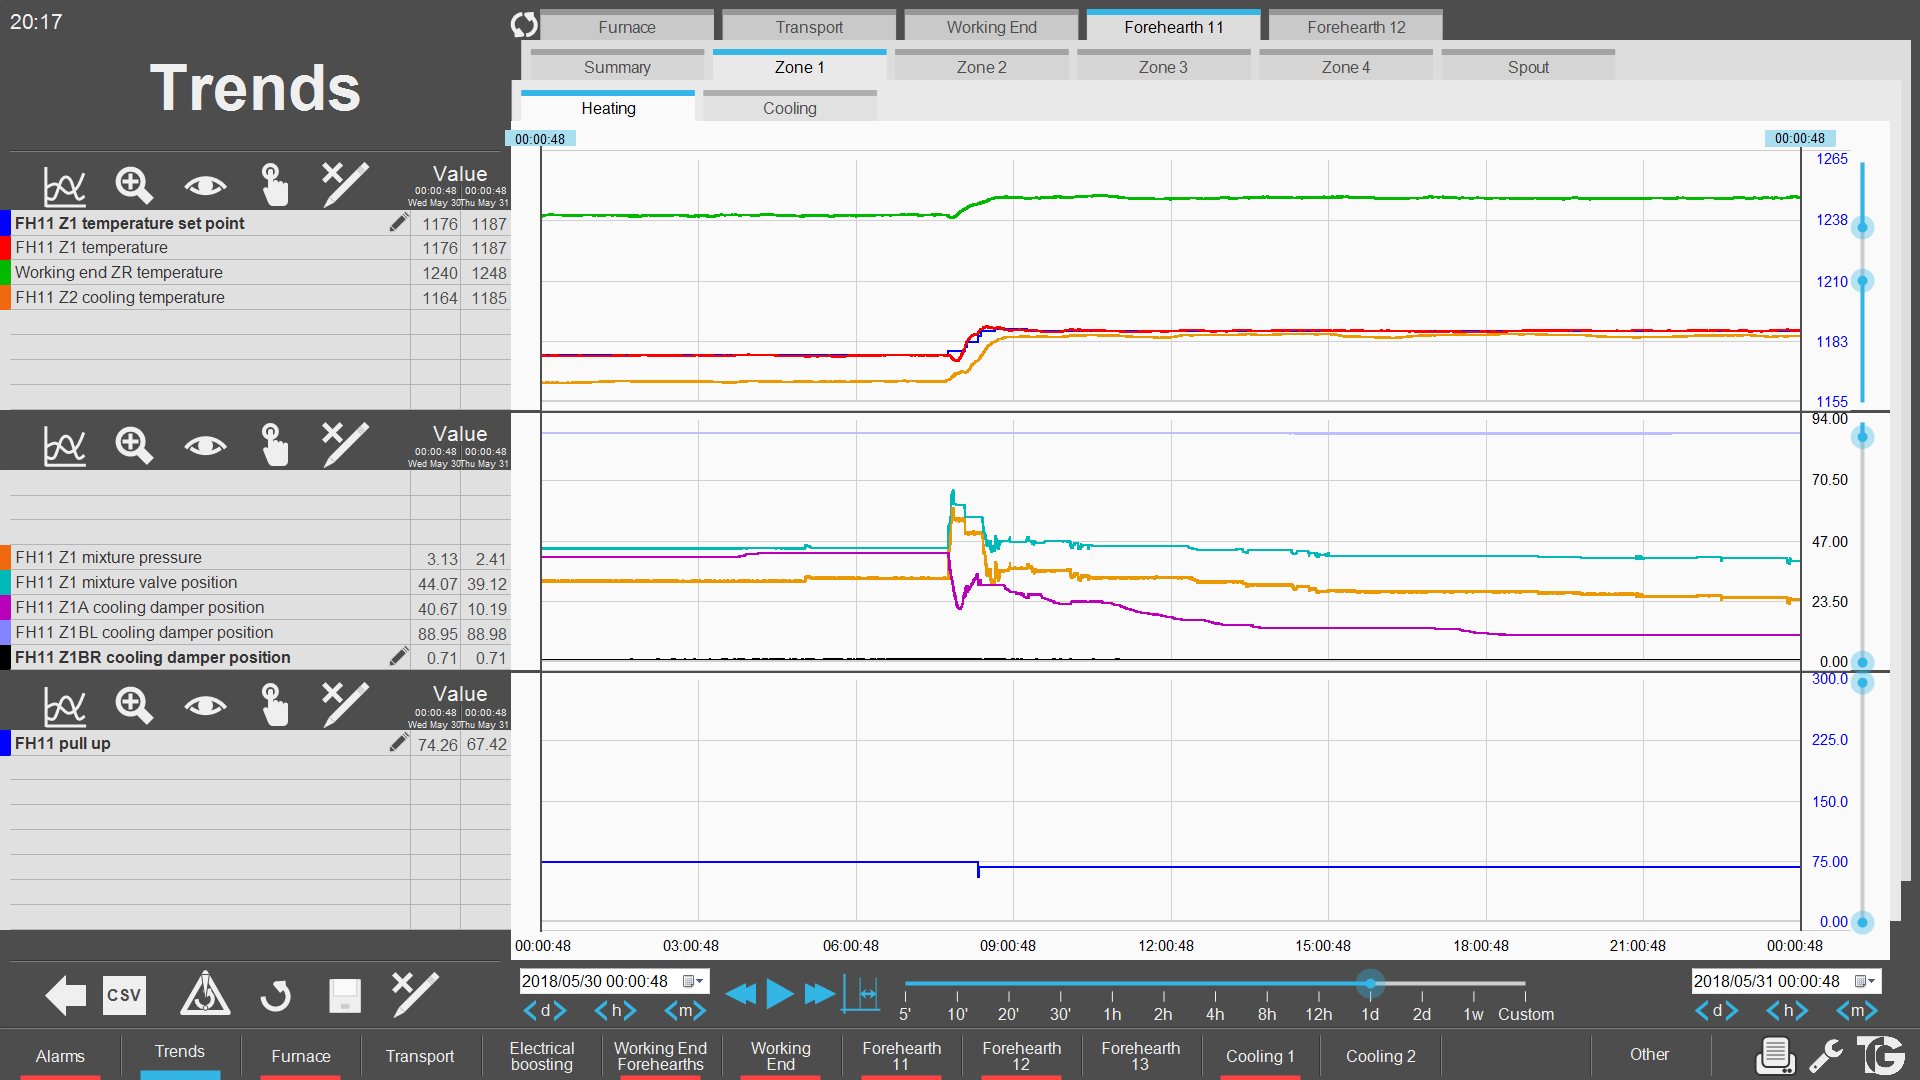 20:17
Trends
Furnace
Transport
Working End
Forehearth 11
Forehearth 12
Summary
Zone 1
Zone 2
Zone 3
Zone 4
Spout
Heating
Cooling
00:00:48
00:00:48
Value
00:00:48 00:00:48
Wed May 30 Thu May 31
FH11 Z1 temperature set point 1176 1187
FH11 Z1 temperature 1176 1187
Working end ZR temperature 1240 1248
FH11 Z2 cooling temperature 1164 1185
1265
1238
1210
1183
1155
Value
00:00:48 00:00:48
Wed May 30 Thu May 31
FH11 Z1 mixture pressure 3.13 2.41
FH11 Z1 mixture valve position 44.07 39.12
FH11 Z1A cooling damper position 40.67 10.19
FH11 Z1BL cooling damper position 88.95 88.98
FH11 Z1BR cooling damper position 0.71 0.71
94.00
70.50
47.00
23.50
0.00
Value
00:00:48 00:00:48
Wed May 30 Thu May 31
FH11 pull up 74.26 67.42
300.0
225.0
150.0
75.00
0.00
00:00:48 03:00:48 06:00:48 09:00:48 12:00:48 15:00:48 18:00:48 21:00:48 00:00:48
CSV
2018/05/30 00:00:48
d h m
5' 10' 20' 30' 1h 2h 4h 8h 12h 1d 2d 1w Custom
2018/05/31 00:00:48
d h m
Alarms
Trends
Furnace
Transport
Electrical
boosting
Working End
Forehearths
Working
End
Forehearth
11
Forehearth
12
Forehearth
13
Cooling 1
Cooling 2
Other
TG